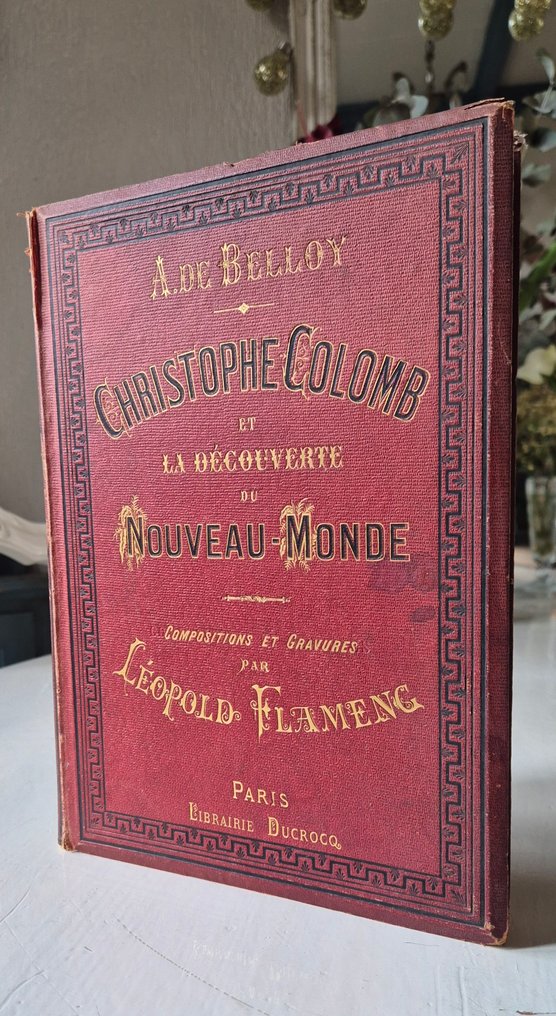 A. DE BELLOY
CHRISTOPHE COLOMB
ET
LA DÉCOUVERTE
DU
NOUVEAU-MONDE
COMPOSITIONS ET GRAVURES
PAR
LÉOPOLD FLAMENG
PARIS
LIBRAIRIE DUCROCQ